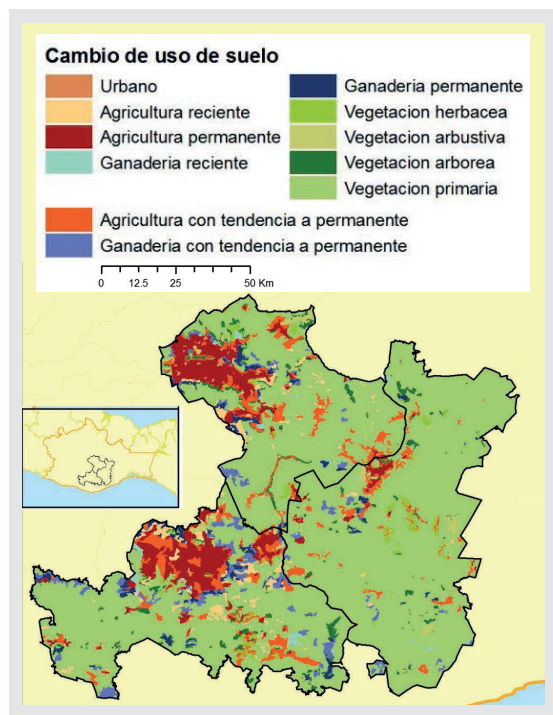 Cambio de uso de suelo
Urbano
Agricultura reciente
Agricultura permanente
Ganaderia reciente
Ganaderia permanente
Vegetacion herbacea
Vegetacion arbustiva
Vegetacion arborea
Vegetacion primaria
Agricultura con tendencia a permanente
Ganaderia con tendencia a permanente
0 12.5 25 50 Km